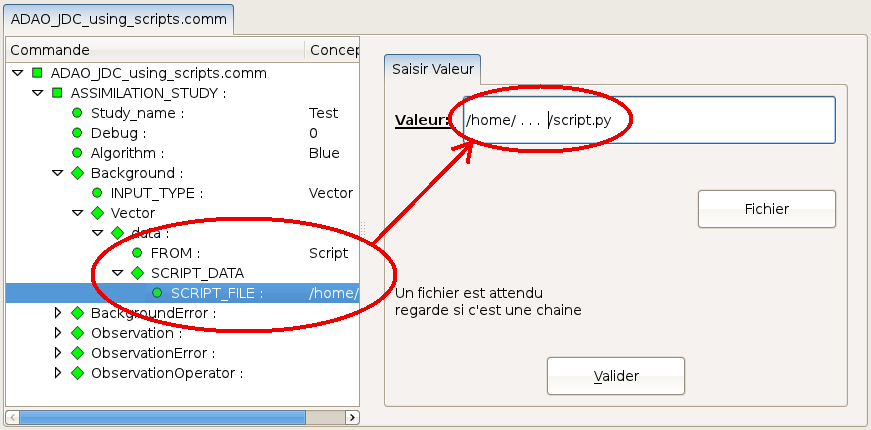 ADAO_JDC_using_scripts.comm
Commande Concep
ADAO_JDC_using_scripts.comm
ASSIMILATION_STUDY :
Study_name : Test
Debug : 0
Algorithm : Blue
Background :
INPUT_TYPE : Vector
Vector
data :
FROM : Script
SCRIPT_DATA
SCRIPT_FILE : /home/
BackgroundError :
Observation :
ObservationError :
ObservationOperator :
Saisir Valeur
Valeur: /home/ . . . /script.py
Fichier
Un fichier est attendu
regarde si c'est une chaine
Valider